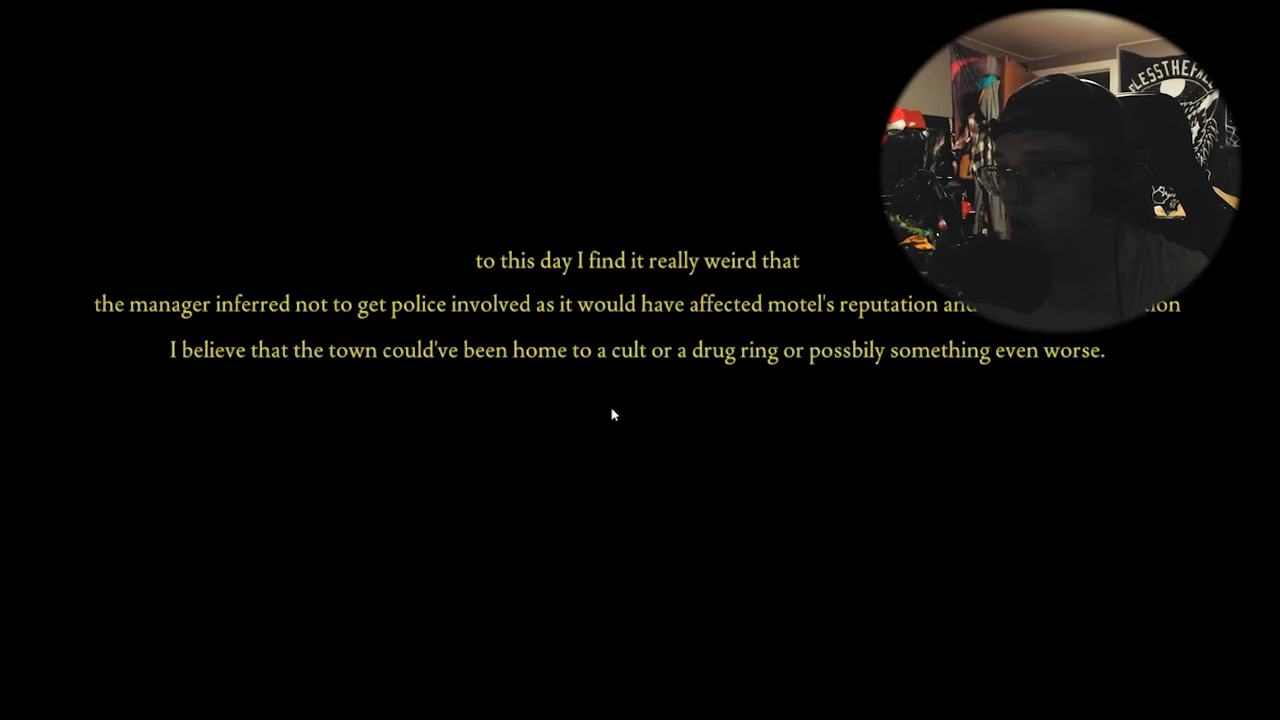 LESSTHEFALL
to this day I find it really weird that
the manager inferred not to get police involved as it would have affected motel's reputation and
I believe that the town could've been home to a cult or a drug ring or possbily something even worse.